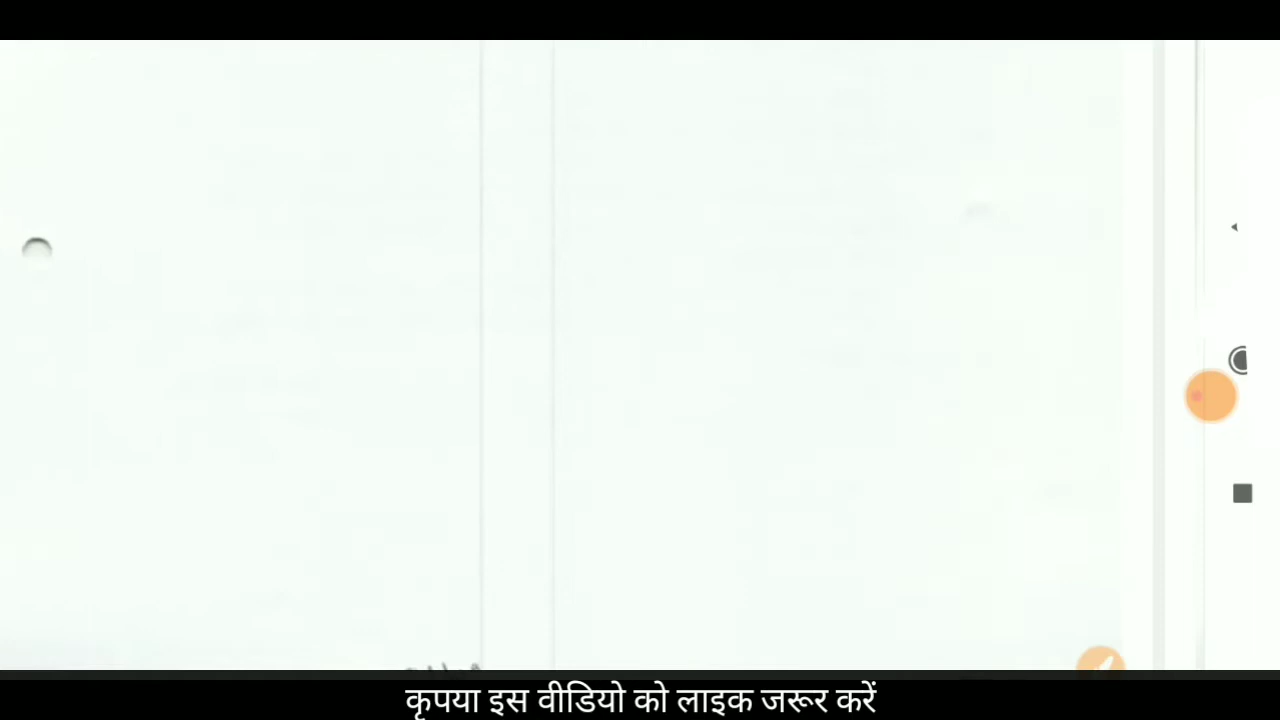 कृपया इस वीडियो को लाइक जरूर करें